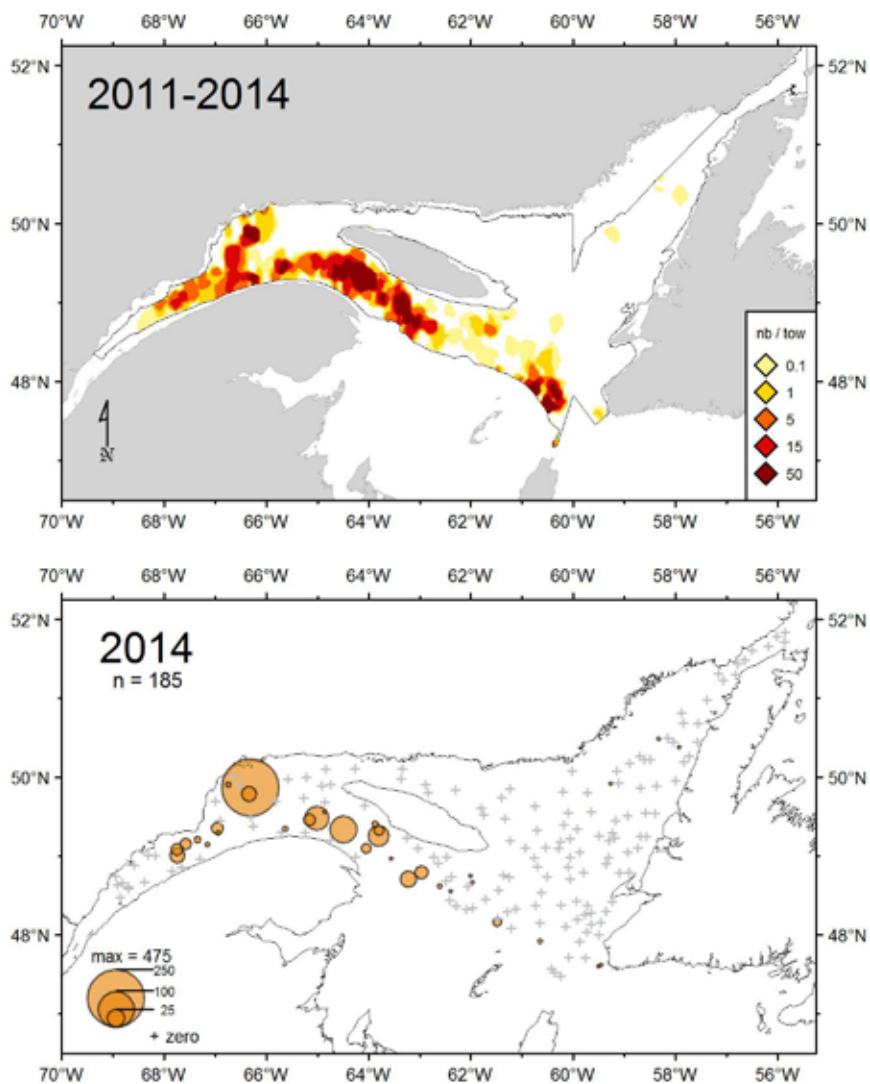 70°W 68°W 66°W 64°W 62°W 60°W 58°W 56°W
52°N 52°N
2011-2014
50°N 50°N
nb / tow
0.1
48°N 48°N
1
5
N
15
50
70°W 68°W 66°W 64°W 62°W 60°W 58°W 56°W
70°W 68°W 66°W 64°W 62°W 60°W 58°W 56°W
52°N 52°N
2014
n = 185
50°N 50°N
48°N 48°N
max = 475
250
100
25
+ zero
70°W 68°W 66°W 64°W 62°W 60°W 58°W 56°W